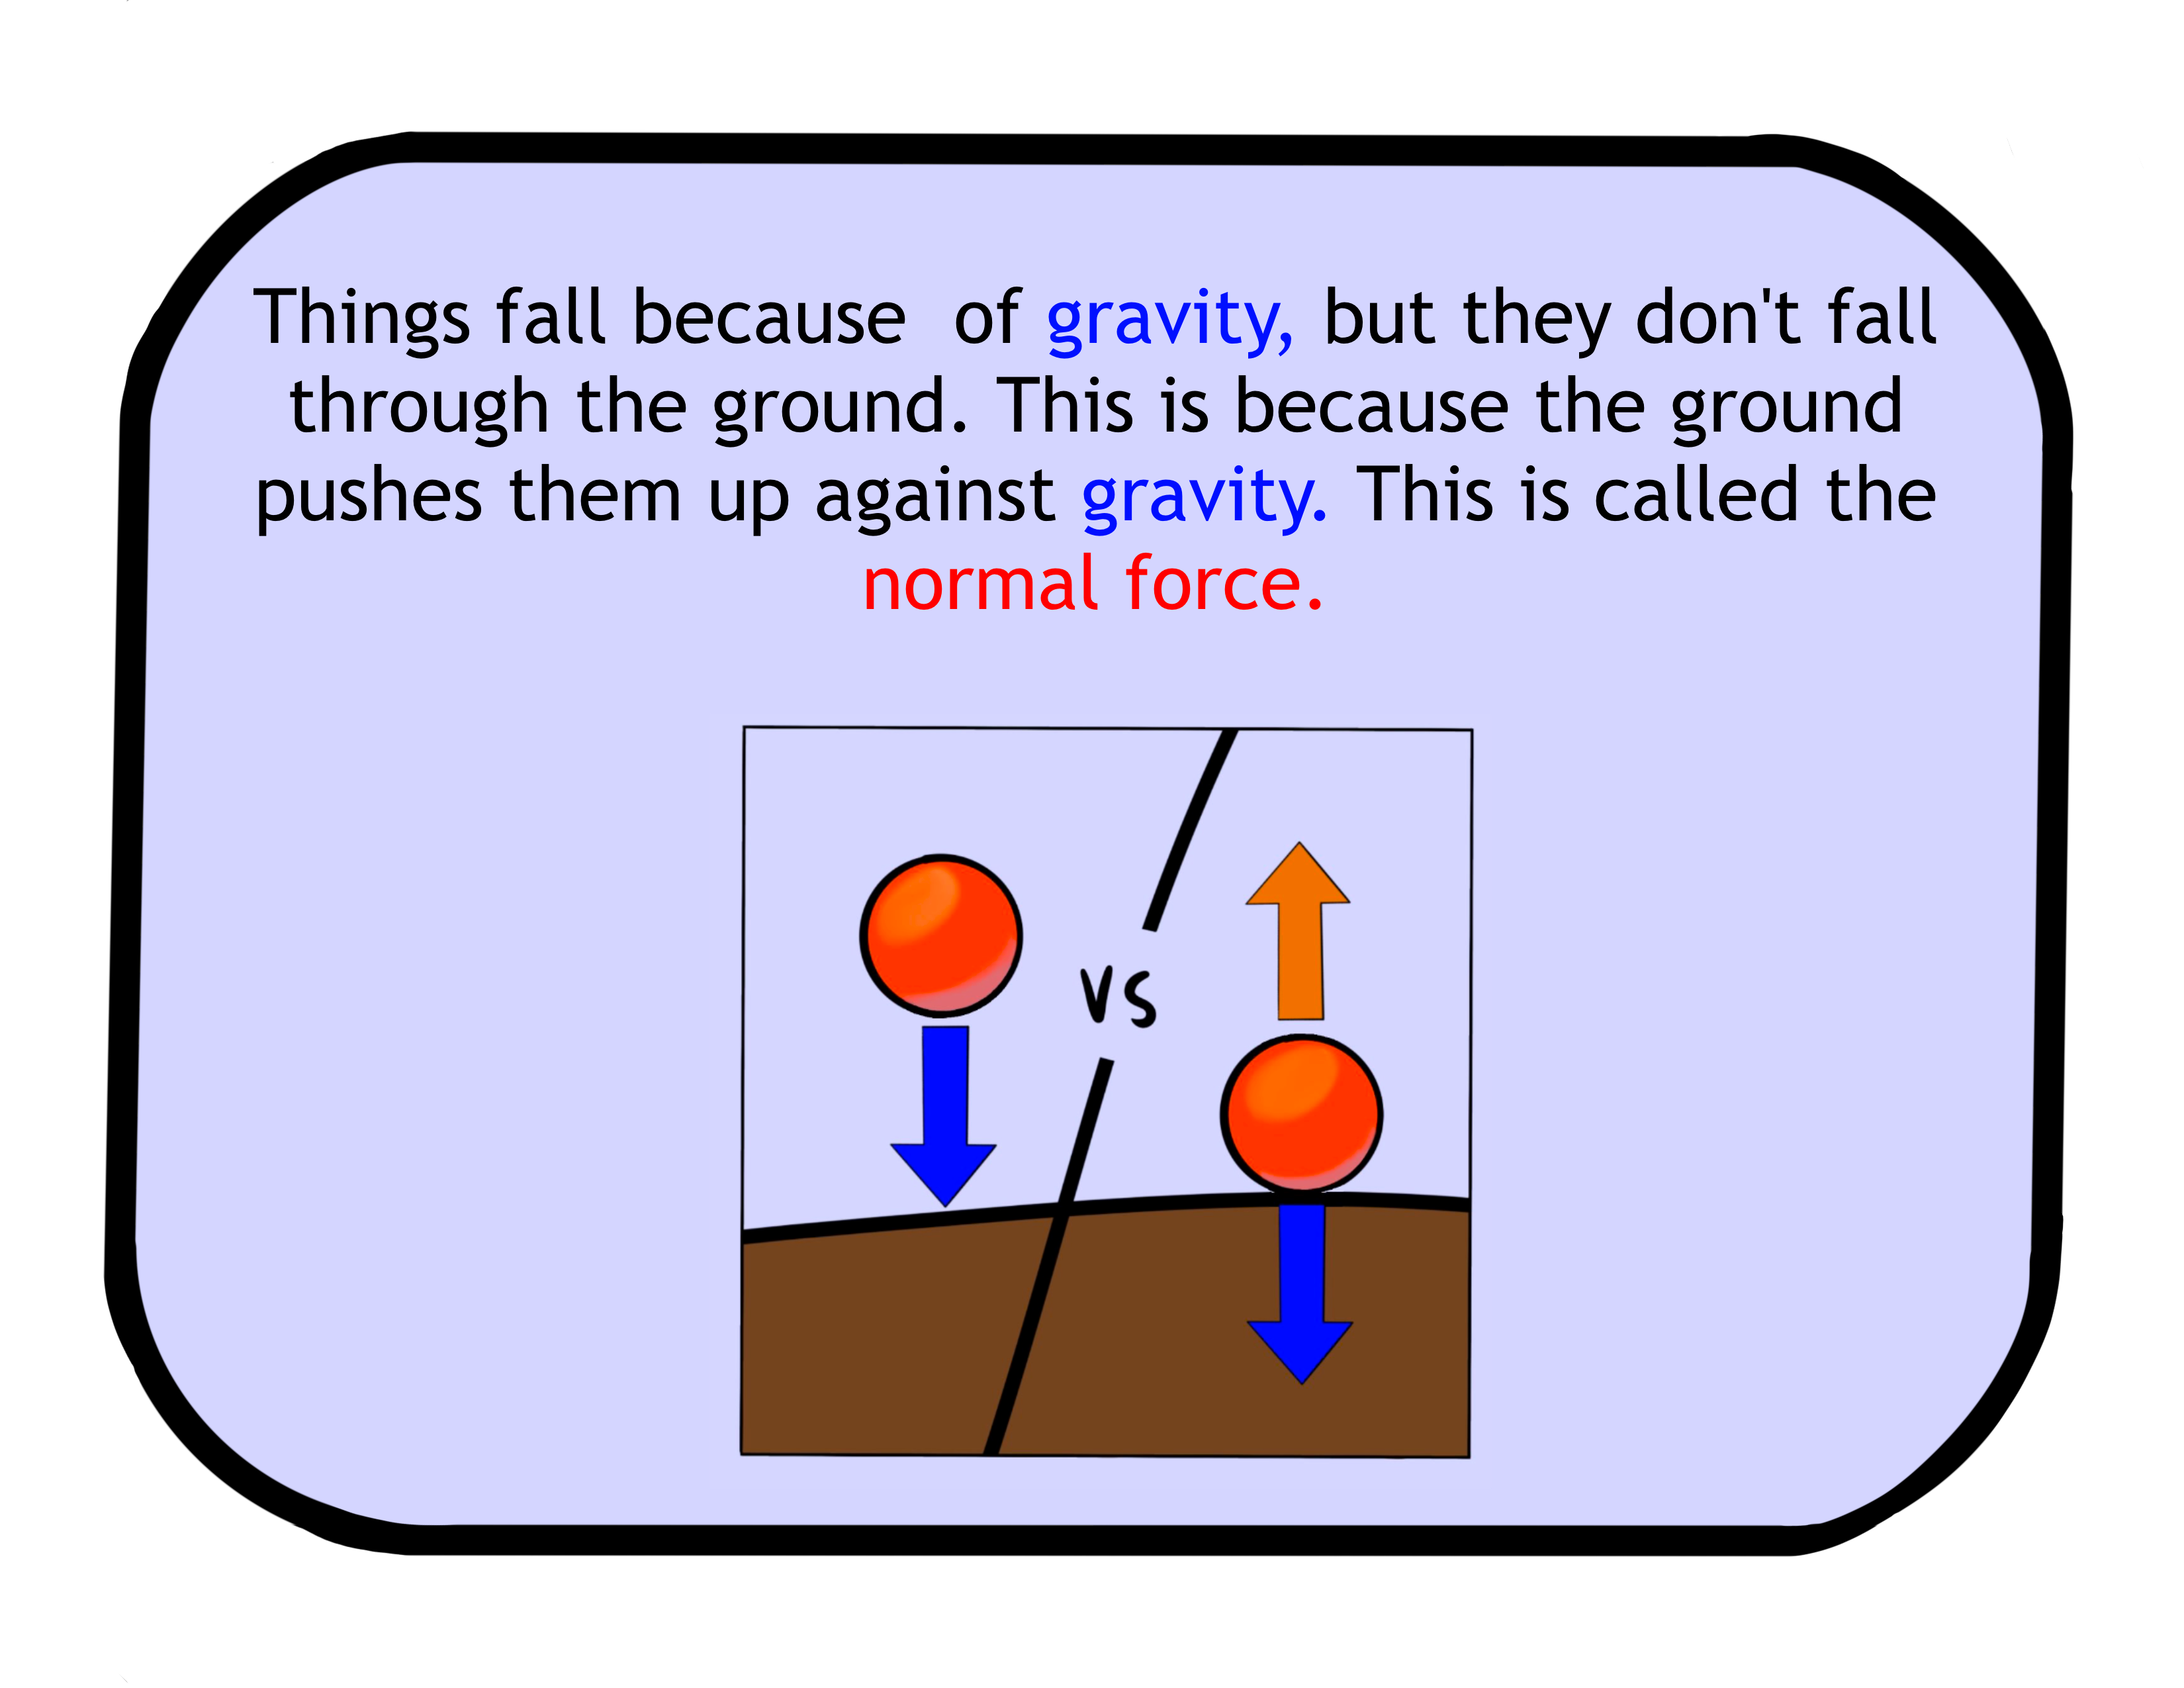 Things fall because  of gravity, but they don't fall
through the ground. This is because the ground
pushes them up against gravity. This is called the
normal force.
vs